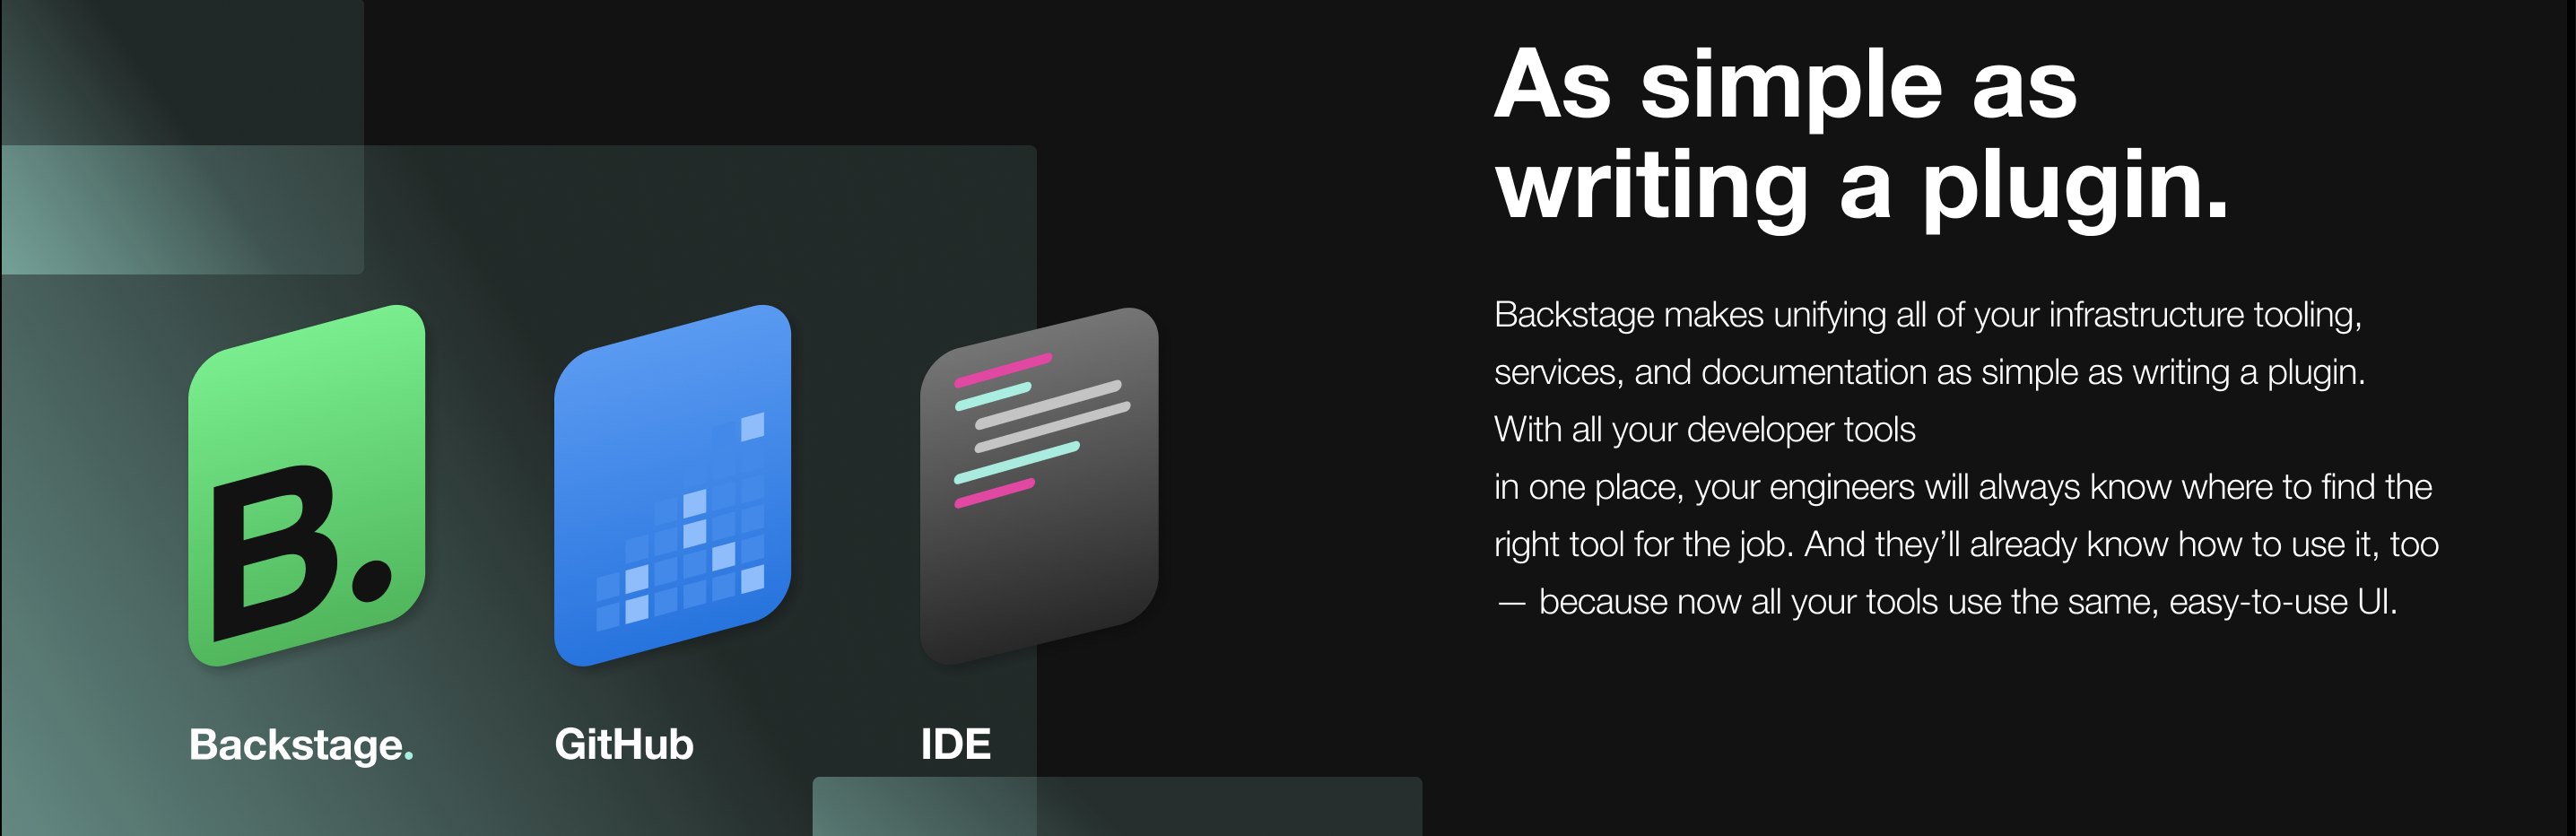 As simple as
writing a plugin.
Backstage makes unifying all of your infrastructure tooling,
services, and documentation as simple as writing a plugin.
With all your developer tools
in one place, your engineers will always know where to find the
right tool for the job. And they’ll already know how to use it, too
— because now all your tools use the same, easy-to-use UI.
B.
Backstage.
GitHub
IDE